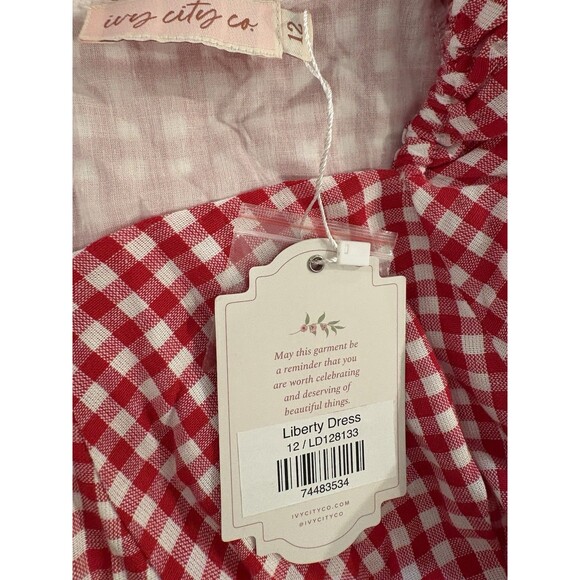 ivy city co.
12
May this garment be
a reminder that you
are worth celebrating
and deserving of
beautiful things.
Liberty Dress
12 / LD128133
74483534
IVYCITYCO.COM
@IVYCITYCO